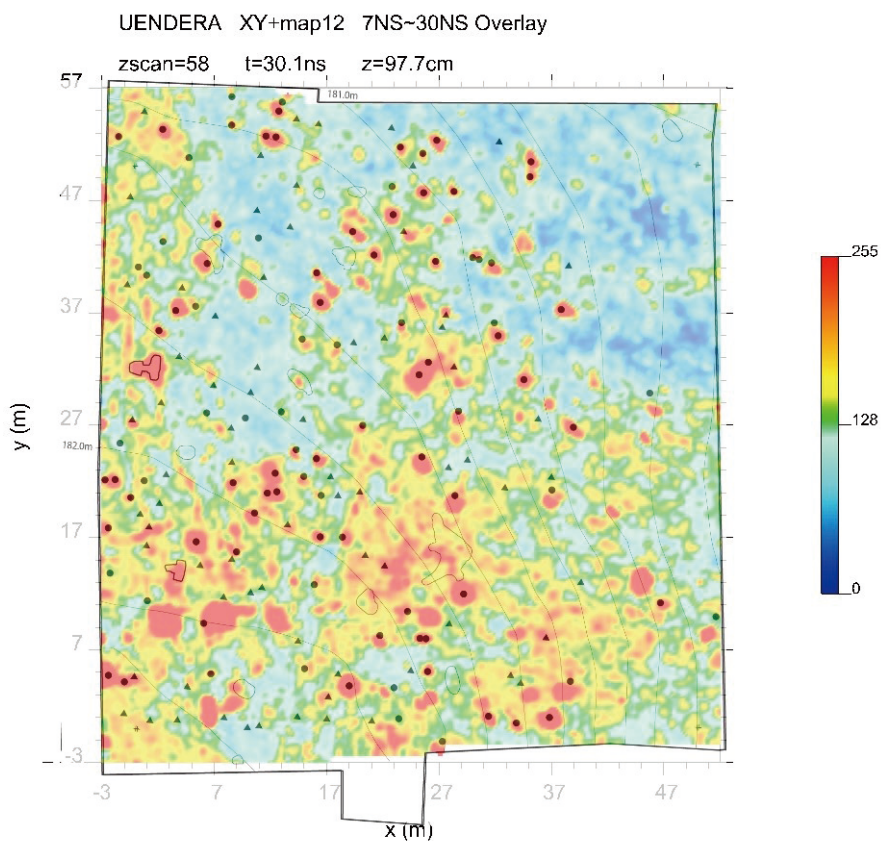 UENDERA XY+map12 7NS~30NS Overlay
zscan=58 t=30.1ns z=97.7cm
57
181.0m
47
255
37
y (m)
128
27
182.0m
17
0
7
-3
-3 7 17 27 37 47
x (m)